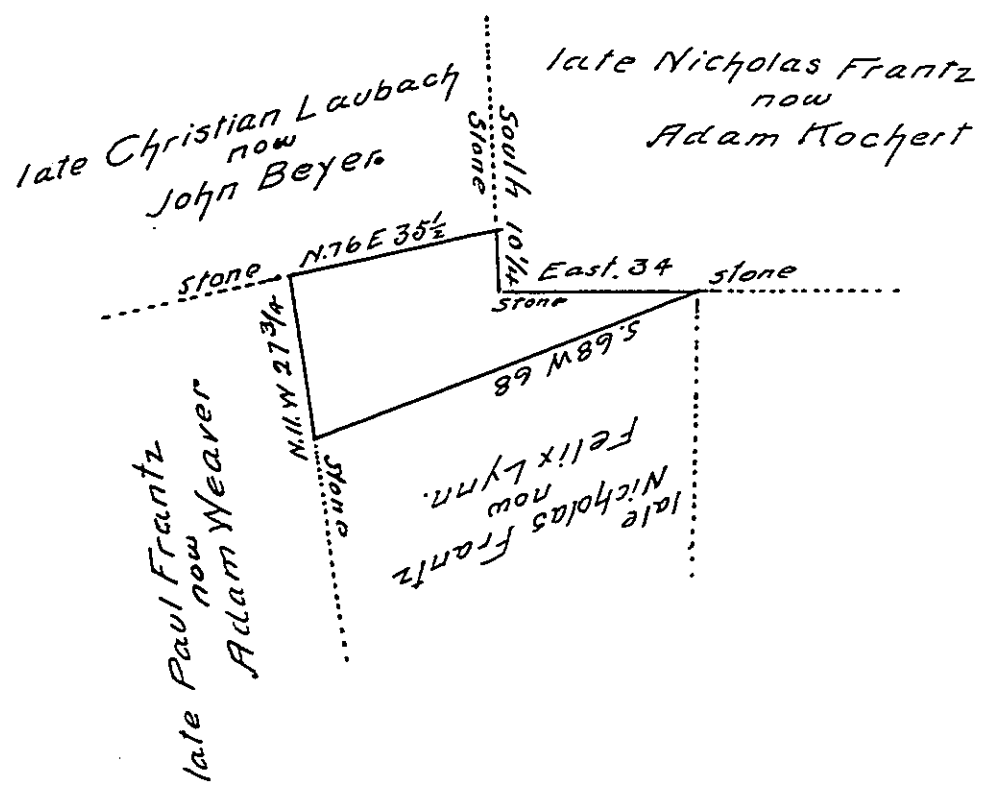 late Christian Laubach
now
John Beyer.
late Nicholas Frantz
now
Adam Kochert
Stone
South 10 1/4
N.76 E 35 1/2
stone
East. 34
stone
stone
N.11.W 27 3/4
S.68 W 68
stone
late Paul Frantz
now
Adam Weaver
late
Nicholas Frantz
now
Felix Lynn.